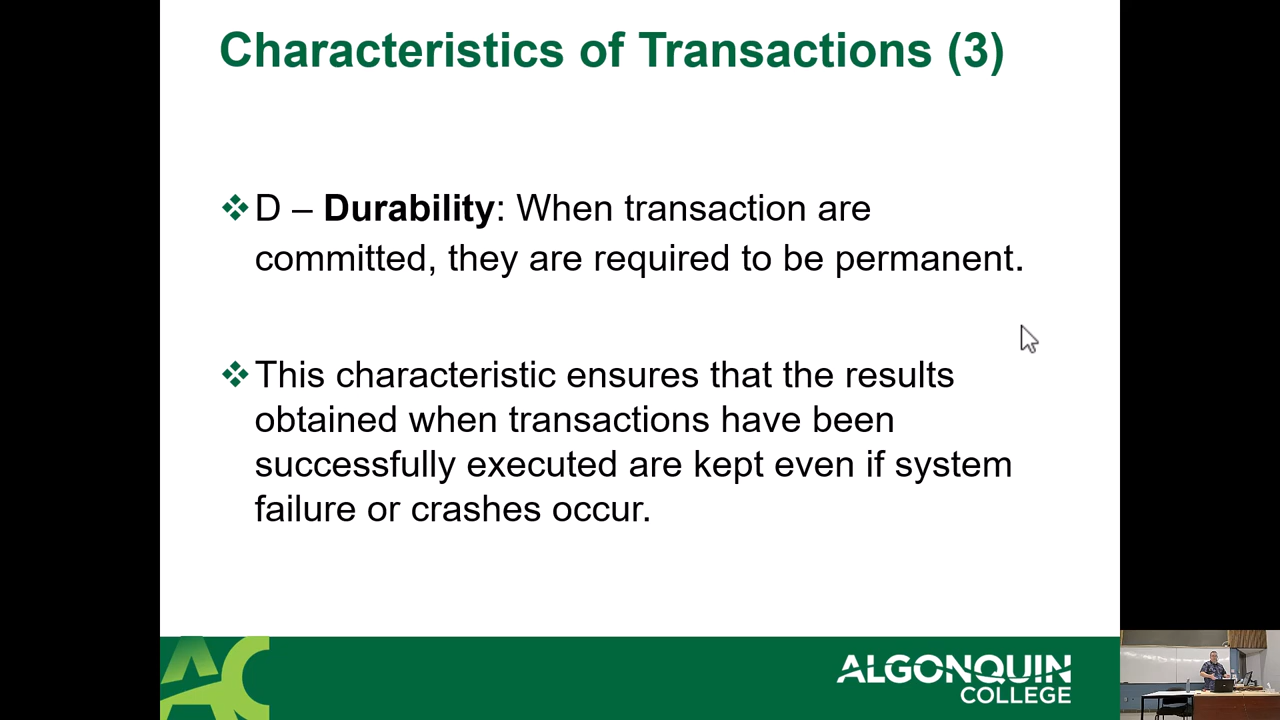 Characteristics of Transactions (3)
❖ D – Durability: When transaction are
committed, they are required to be permanent.
❖ This characteristic ensures that the results
obtained when transactions have been
successfully executed are kept even if system
failure or crashes occur.
AC
ALGONQUIN
COLLEGE